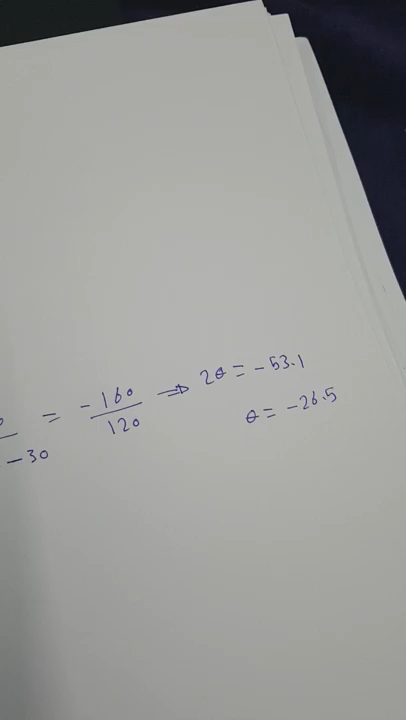 = -160/120 ⇒ 2θ = -53.1
-30
θ = -26.5